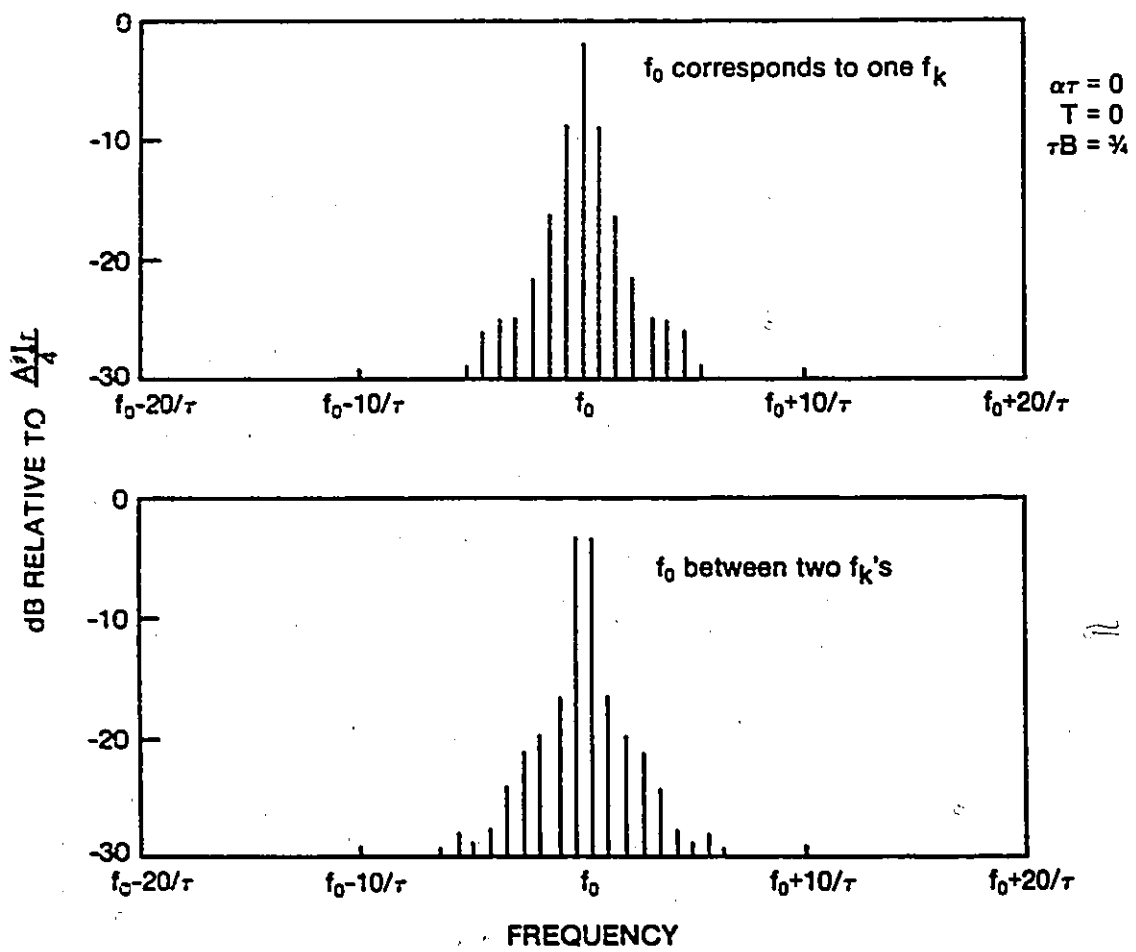 0
-10
-20
-30
f₀ corresponds to one fₖ
ατ = 0
T = 0
τB = ¾
f₀-20/τ
f₀-10/τ
f₀
f₀+10/τ
f₀+20/τ
dB RELATIVE TO
4
0
-10
-20
-30
f₀ between two fₖ's
f₀-20/τ
f₀-10/τ
f₀
f₀+10/τ
f₀+20/τ
FREQUENCY